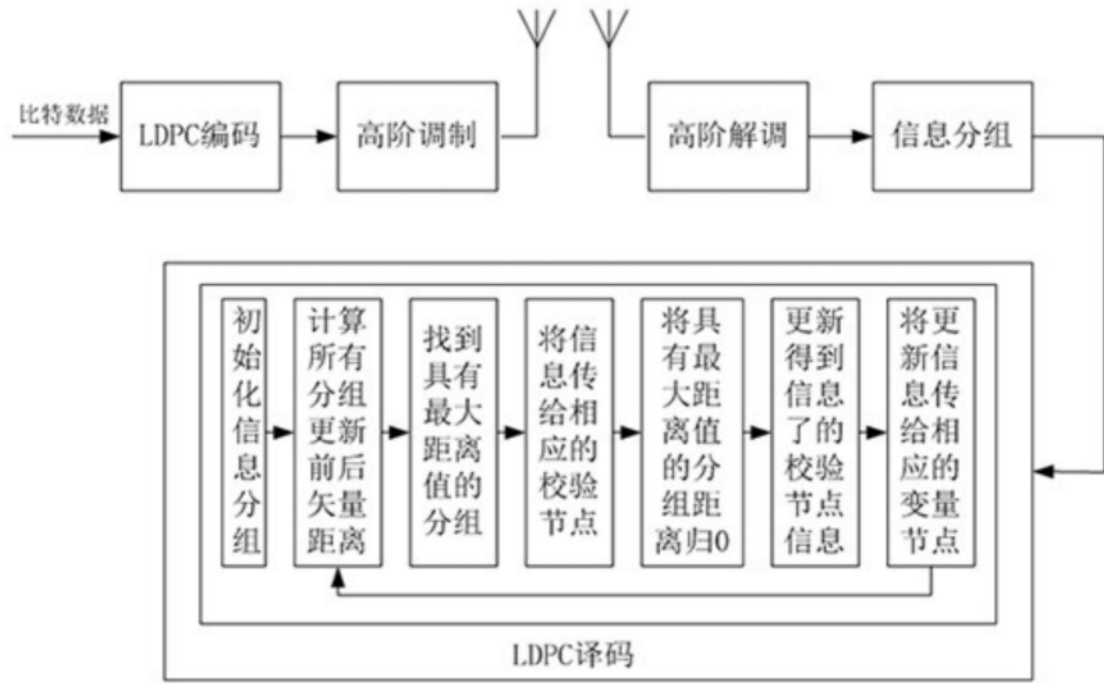 比特数据
LDPC编码
高阶调制
高阶解调
信息分组
初
始
化
信
息
分
组
计算
所有
分组
更新
前后
矢量
距离
找到
具有
最大
距离
值的
分组
将信
息传
给相
应的
校验
节点
将具
有最
大距
离值
的分
组距
离归0
更新
得到
信息
了的
校验
节点
信息
将更
新信
息传
给相
应的
变量
节点
LDPC译码